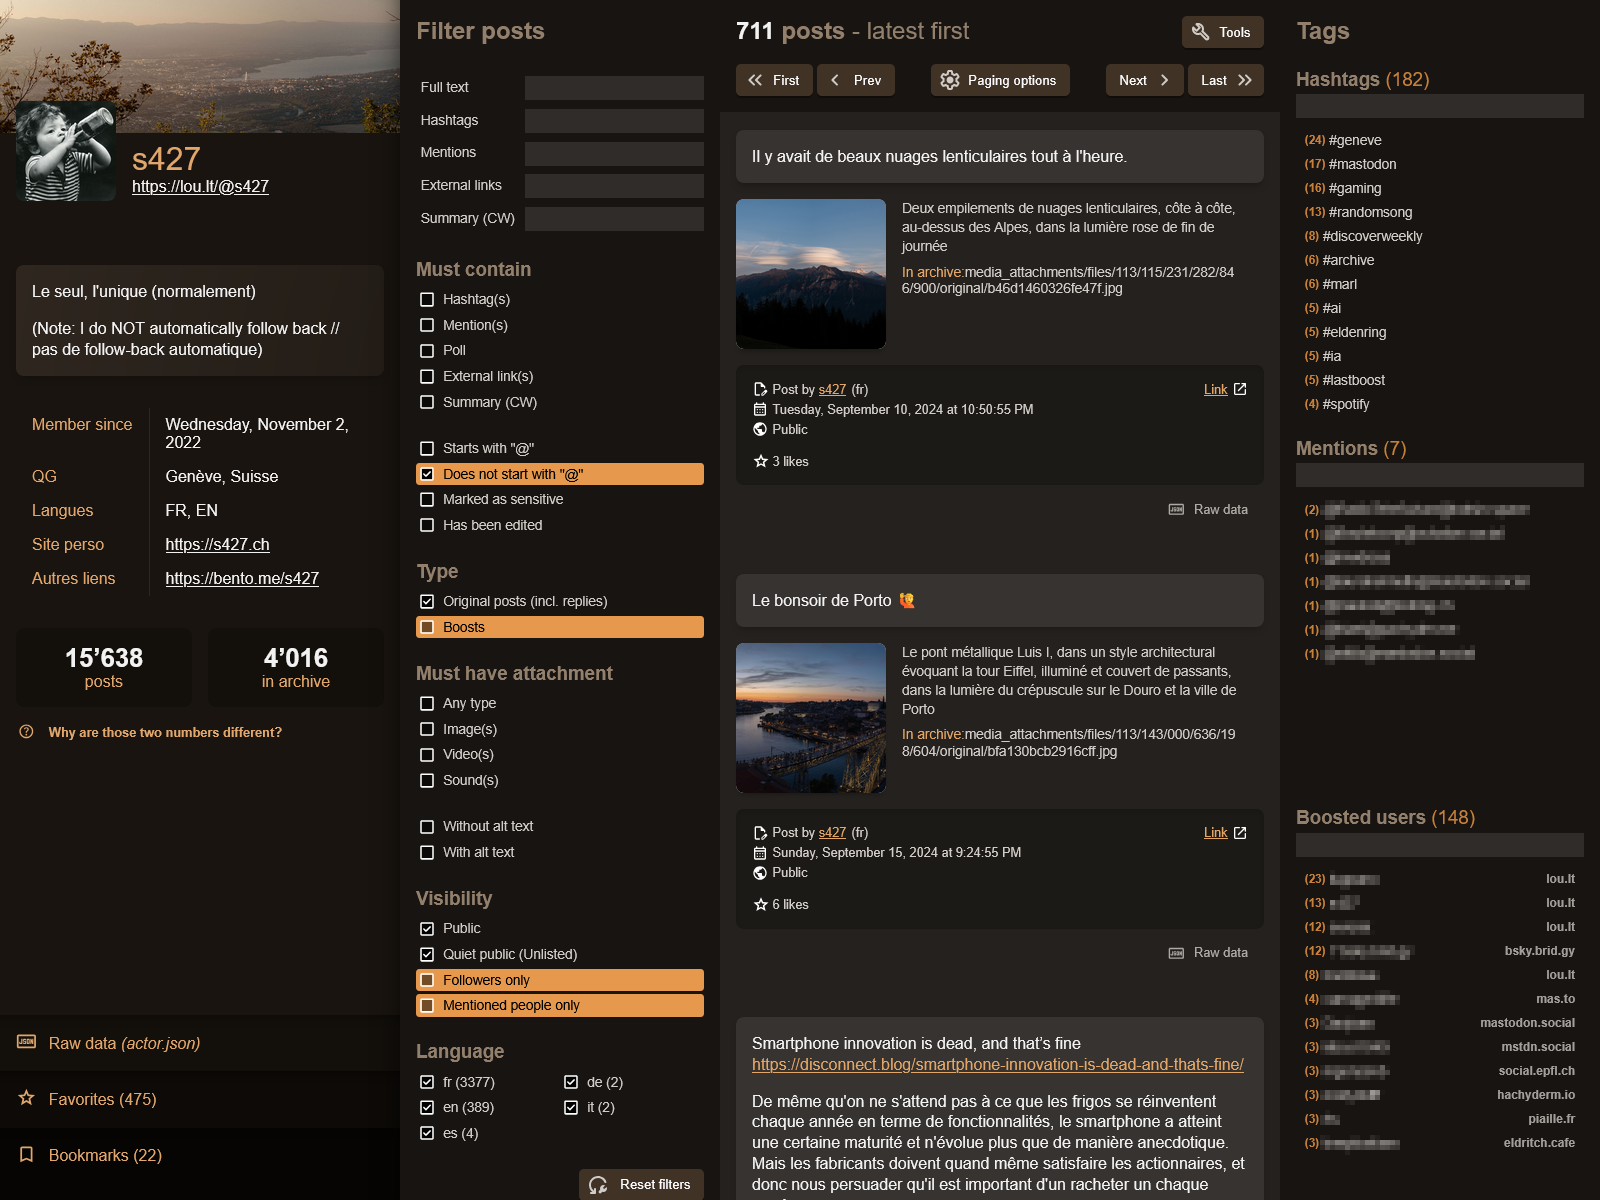 s427
https://lou.lt/@s427
Le seul, l'unique (normalement)
(Note: I do NOT automatically follow back //
pas de follow-back automatique)
Member since
Wednesday, November 2,
2022
QG
Genève, Suisse
Langues
FR, EN
Site perso
https://s427.ch
Autres liens
https://bento.me/s427
15’638
posts
4’016
in archive
Why are those two numbers different?
JSON Raw data (actor.json)
Favorites (475)
Bookmarks (22)
Filter posts
Full text
Hashtags
Mentions
External links
Summary (CW)
Must contain
Hashtag(s)
Mention(s)
Poll
External link(s)
Summary (CW)
Starts with "@"
Does not start with "@"
Marked as sensitive
Has been edited
Type
Original posts (incl. replies)
Boosts
Must have attachment
Any type
Image(s)
Video(s)
Sound(s)
Without alt text
With alt text
Visibility
Public
Quiet public (Unlisted)
Followers only
Mentioned people only
Language
fr (3377)
de (2)
en (389)
it (2)
es (4)
Reset filters
711 posts - latest first
Tools
First
Prev
Paging options
Next
Last
Il y avait de beaux nuages lenticulaires tout à l'heure.
Deux empilements de nuages lenticulaires, côte à côte,
au-dessus des Alpes, dans la lumière rose de fin de
journée
In archive:media_attachments/files/113/115/231/282/84
6/900/original/b46d1460326fe47f.jpg
Post by s427 (fr)
Link
Tuesday, September 10, 2024 at 10:50:55 PM
Public
3 likes
JSON Raw data
Le bonsoir de Porto 🙋
Le pont métallique Luis I, dans un style architectural
évoquant la tour Eiffel, illuminé et couvert de passants,
dans la lumière du crépuscule sur le Douro et la ville de
Porto
In archive:media_attachments/files/113/143/000/636/19
8/604/original/bfa130bcb2916cff.jpg
Post by s427 (fr)
Link
Sunday, September 15, 2024 at 9:24:55 PM
Public
6 likes
JSON Raw data
Smartphone innovation is dead, and that’s fine
https://disconnect.blog/smartphone-innovation-is-dead-and-thats-fine/
De même qu'on ne s'attend pas à ce que les frigos se réinventent
chaque année en terme de fonctionnalités, le smartphone a atteint
une certaine maturité et n'évolue plus que de manière anecdotique.
Mais les fabricants doivent quand même satisfaire les actionnaires, et
donc nous persuader qu'il est important d'un racheter un chaque
Tags
Hashtags (182)
(24) #geneve
(17) #mastodon
(16) #gaming
(13) #randomsong
(8) #discoverweekly
(6) #archive
(6) #marl
(5) #ai
(5) #eldenring
(5) #ia
(5) #lastboost
(4) #spotify
Mentions (7)
(2)
(1)
(1)
(1)
(1)
(1)
(1)
Boosted users (148)
(23) lou.lt
(13) lou.lt
(12) lou.lt
(12) bsky.brid.gy
(8) lou.lt
(4) mas.to
(3) mastodon.social
(3) mstdn.social
(3) social.epfl.ch
(3) hachyderm.io
(3) piaille.fr
(3) eldritch.cafe